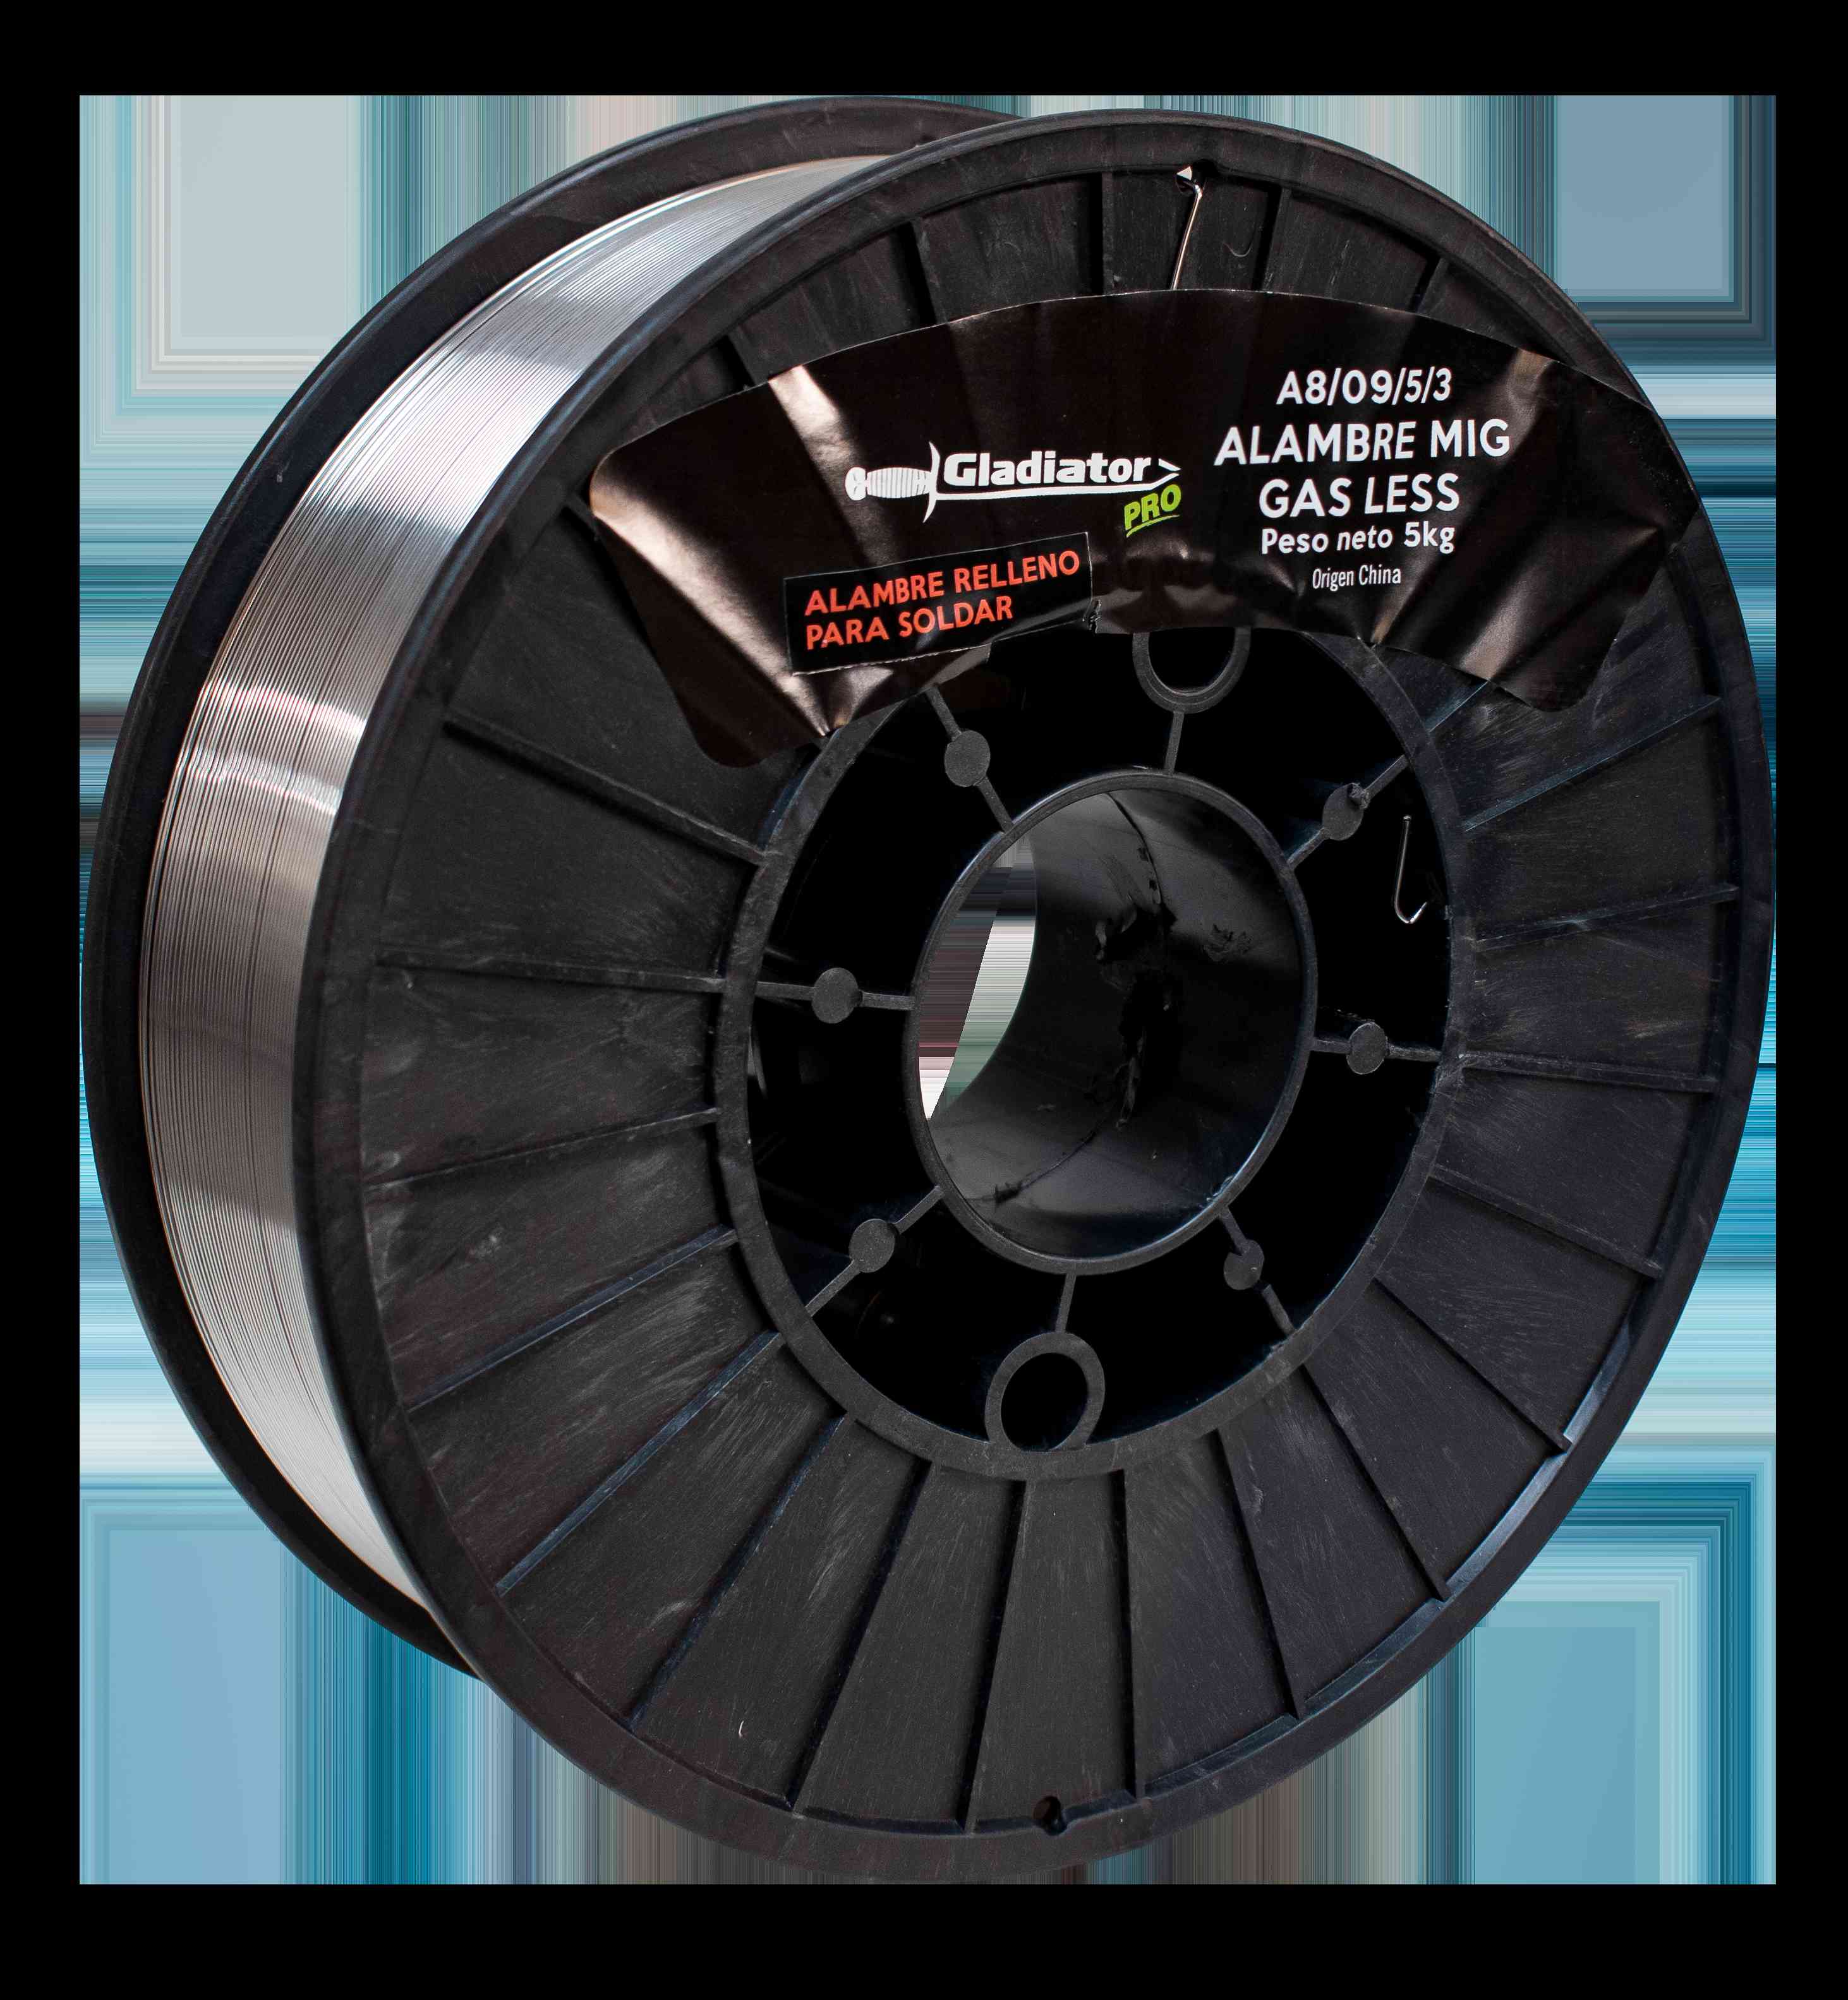 Gladiator
PRO
ALAMBRE RELLENO
PARA SOLDAR
A8/09/5/3
ALAMBRE MIG
GAS LESS
Peso neto 5kg
Origen China